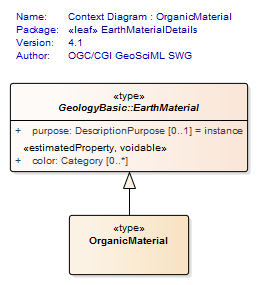 Name: Context Diagram : OrganicMaterial
Package: «leaf» EarthMaterialDetails
Version: 4.1
Author: OGC/CGI GeoSciML SWG
«type»
GeologyBasic::EarthMaterial
+ purpose: DescriptionPurpose [0..1] = instance
«estimatedProperty, voidable»
+ color: Category [0..*]
«type»
OrganicMaterial